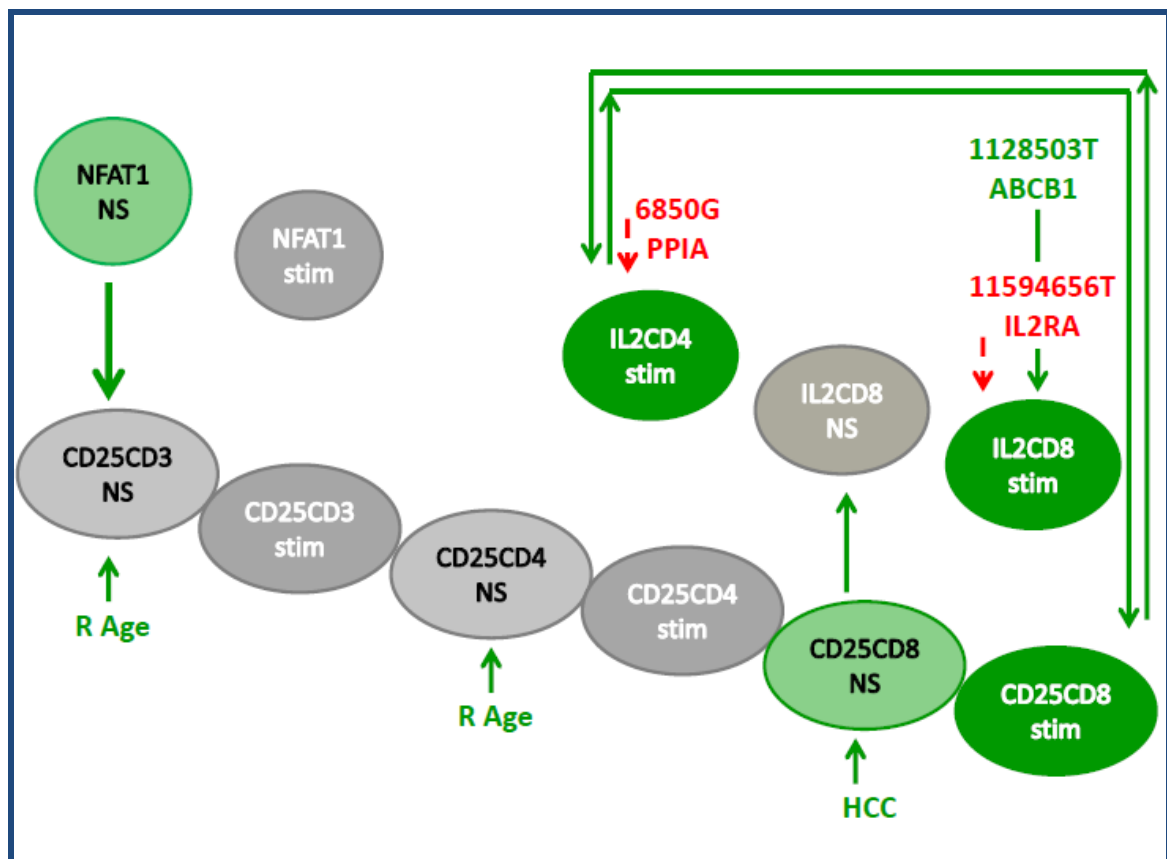 NFAT1
NS
NFAT1
stim
6850G
PPIA
1128503T
ABCB1
11594656T
IL2RA
IL2CD4
stim
IL2CD8
NS
IL2CD8
stim
CD25CD3
NS
CD25CD3
stim
CD25CD4
NS
CD25CD4
stim
CD25CD8
NS
CD25CD8
stim
R Age
R Age
HCC